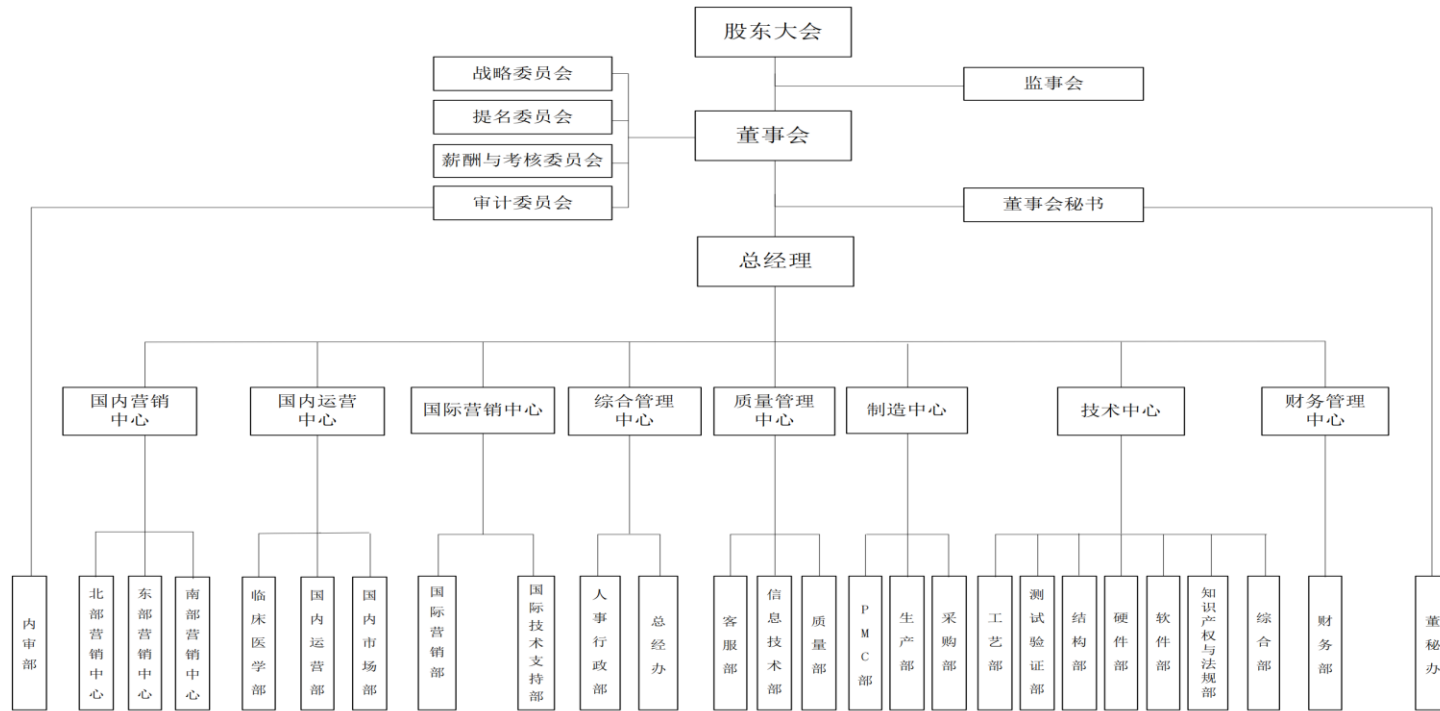 股东大会
战略委员会
监事会
提名委员会
董事会
薪酬与考核委员会
审计委员会
董事会秘书
总经理
国内营销
中心
国内运营
中心
国际营销中心
综合管理
中心
质量管理
中心
制造中心
技术中心
财务管理
中心
内审部
北部营销中心
东部营销中心
南部营销中心
临床医学部
国内运营部
国内市场部
国际营销部
国际技术支持部
人事行政部
总经办
客服部
信息技术部
质量部
PMC部
生产部
采购部
工艺部
测试验证部
结构部
硬件部
软件部
知识产权与法规部
综合部
财务部
董秘办